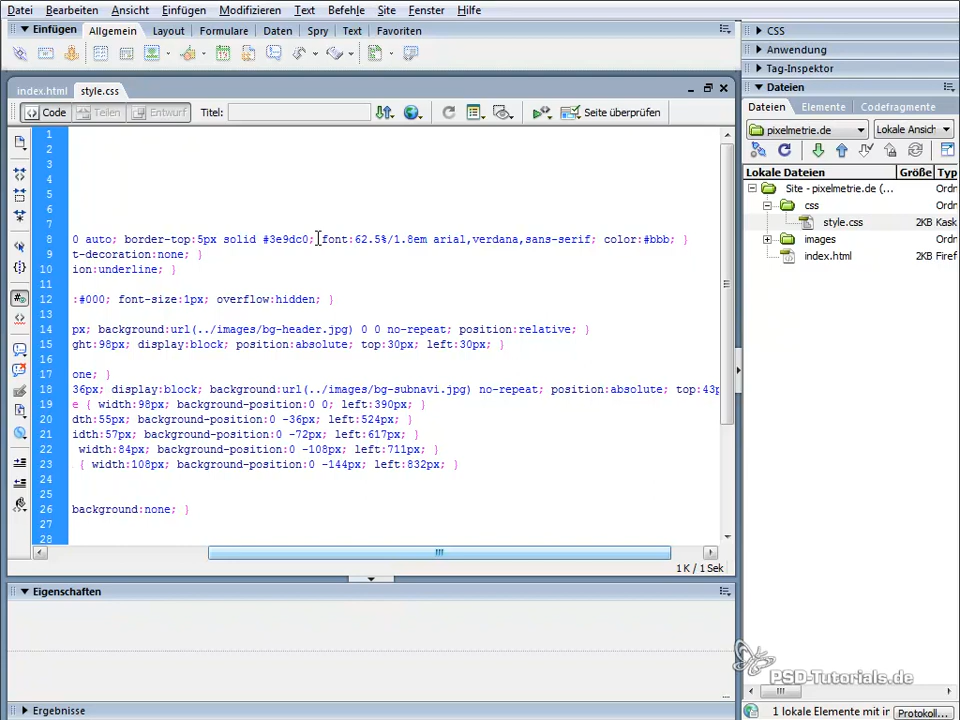 Datei Bearbeiten Ansicht Einfügen Modifizieren Text Befehle Site Fenster Hilfe
Einfügen Allgemein Layout Formulare Daten Spry Text Favoriten
index.html style.css
Code Teilen Entwurf Titel: Seite überprüfen
1
2
3
4
5
6
7
8 0 auto; border-top:5px solid #3e9dc0; font:62.5%/1.8em arial,verdana,sans-serif; color:#bbb; }
9 t-decoration:none; }
10 ion:underline; }
11
12 :#000; font-size:1px; overflow:hidden; }
13
14 px; background:url(../images/bg-header.jpg) 0 0 no-repeat; position:relative; }
15 ght:98px; display:block; position:absolute; top:30px; left:30px; }
16
17 one; }
18 36px; display:block; background:url(../images/bg-subnavi.jpg) no-repeat; position:absolute; top:43p
19 e { width:98px; background-position:0 0; left:390px; }
20 dth:55px; background-position:0 -36px; left:524px; }
21 idth:57px; background-position:0 -72px; left:617px; }
22 width:84px; background-position:0 -108px; left:711px; }
23 { width:108px; background-position:0 -144px; left:832px; }
24
25
26 background:none; }
27
28
1K / 1 Sek
Eigenschaften
Ergebnisse
CSS
Anwendung
Tag-Inspektor
Dateien
Dateien Elemente Codefragmente
pixelmetrie.de Lokale Ansich
Lokale Dateien Größe Typ
Site - pixelmetrie.de (... Ordn
css Ordn
style.css 2KB Kask
images Ordn
index.html 2KB Firef
PSD-Tutorials.de
1 lokale Elemente mit ir Protokoll...